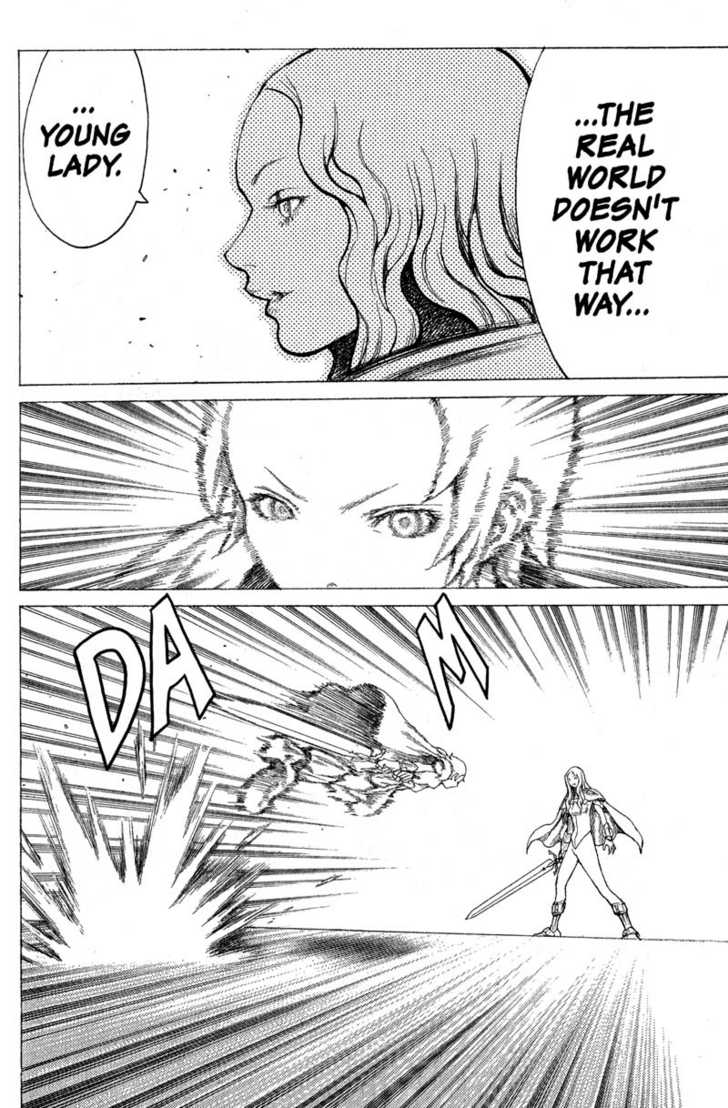 ...THE
REAL
WORLD
DOESN'T
WORK
THAT
WAY...
...
YOUNG
LADY.
DA M